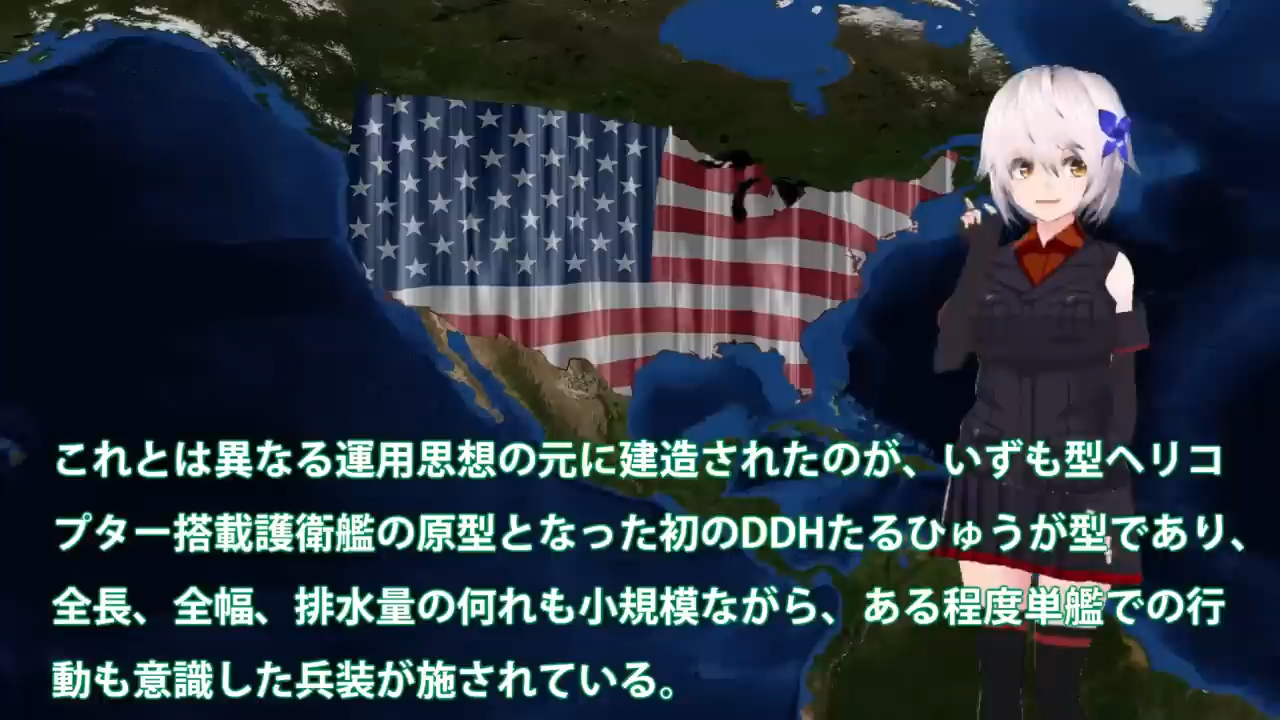 これとは異なる運用思想の元に建造されたのが、いずも型ヘリコ
プター搭載護衛艦の原型となった初のDDHたるひゅうが型であり、
全長、全幅、排水量の何れも小規模ながら、ある程度単艦での行
動も意識した兵装が施されている。